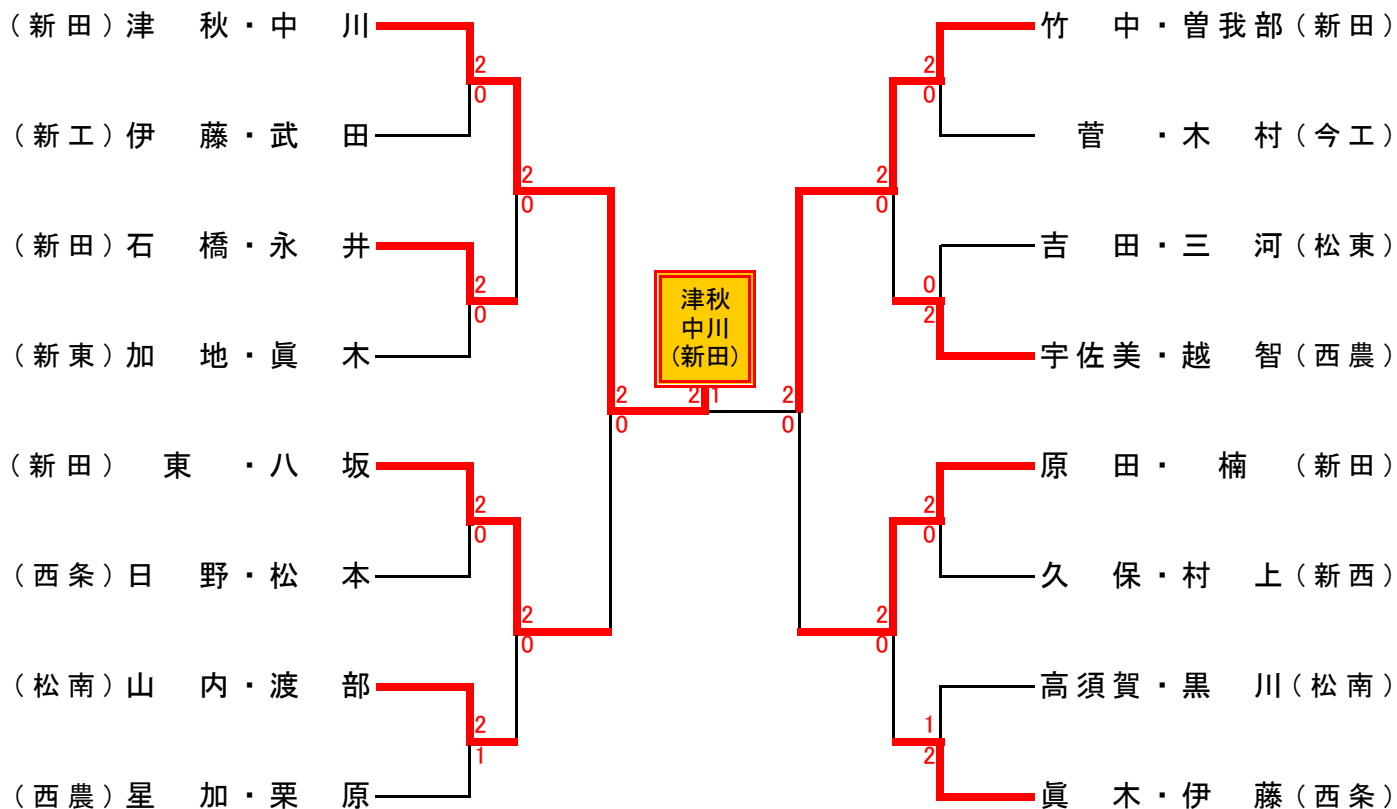 (新田)津 秋・中 川
2
0
(新工)伊 藤・武 田
2
0
(新田)石 橋・永 井
2
0
(新東)加 地・眞 木
2
0
(新田) 東 ・八 坂
2
0
(西条)日 野・松 本
2
0
(松南)山 内・渡 部
2
1
(西農)星 加・栗 原
津秋
中川
(新田)
2 1
竹 中・曽我部(新田)
2
0
菅 ・木 村(今工)
2
0
吉 田・三 河(松東)
0
2
宇佐美・越 智(西農)
2
0
原 田・ 楠 (新田)
2
0
久 保・村 上(新西)
2
0
高須賀・黒 川(松南)
1
2
眞 木・伊 藤(西条)